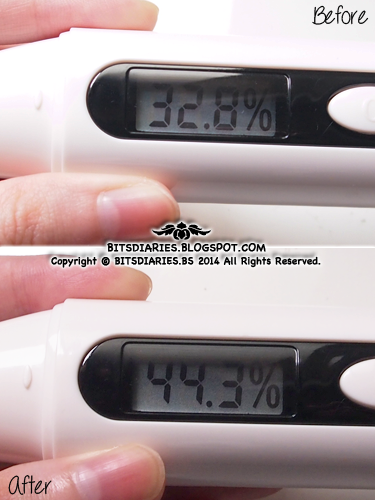 Before
32.8%
BITSDIARIES.BLOGSPOT.COM
Copyright © BITSDIARIES.BS 2014 All Rights Reserved.
44.3%
After